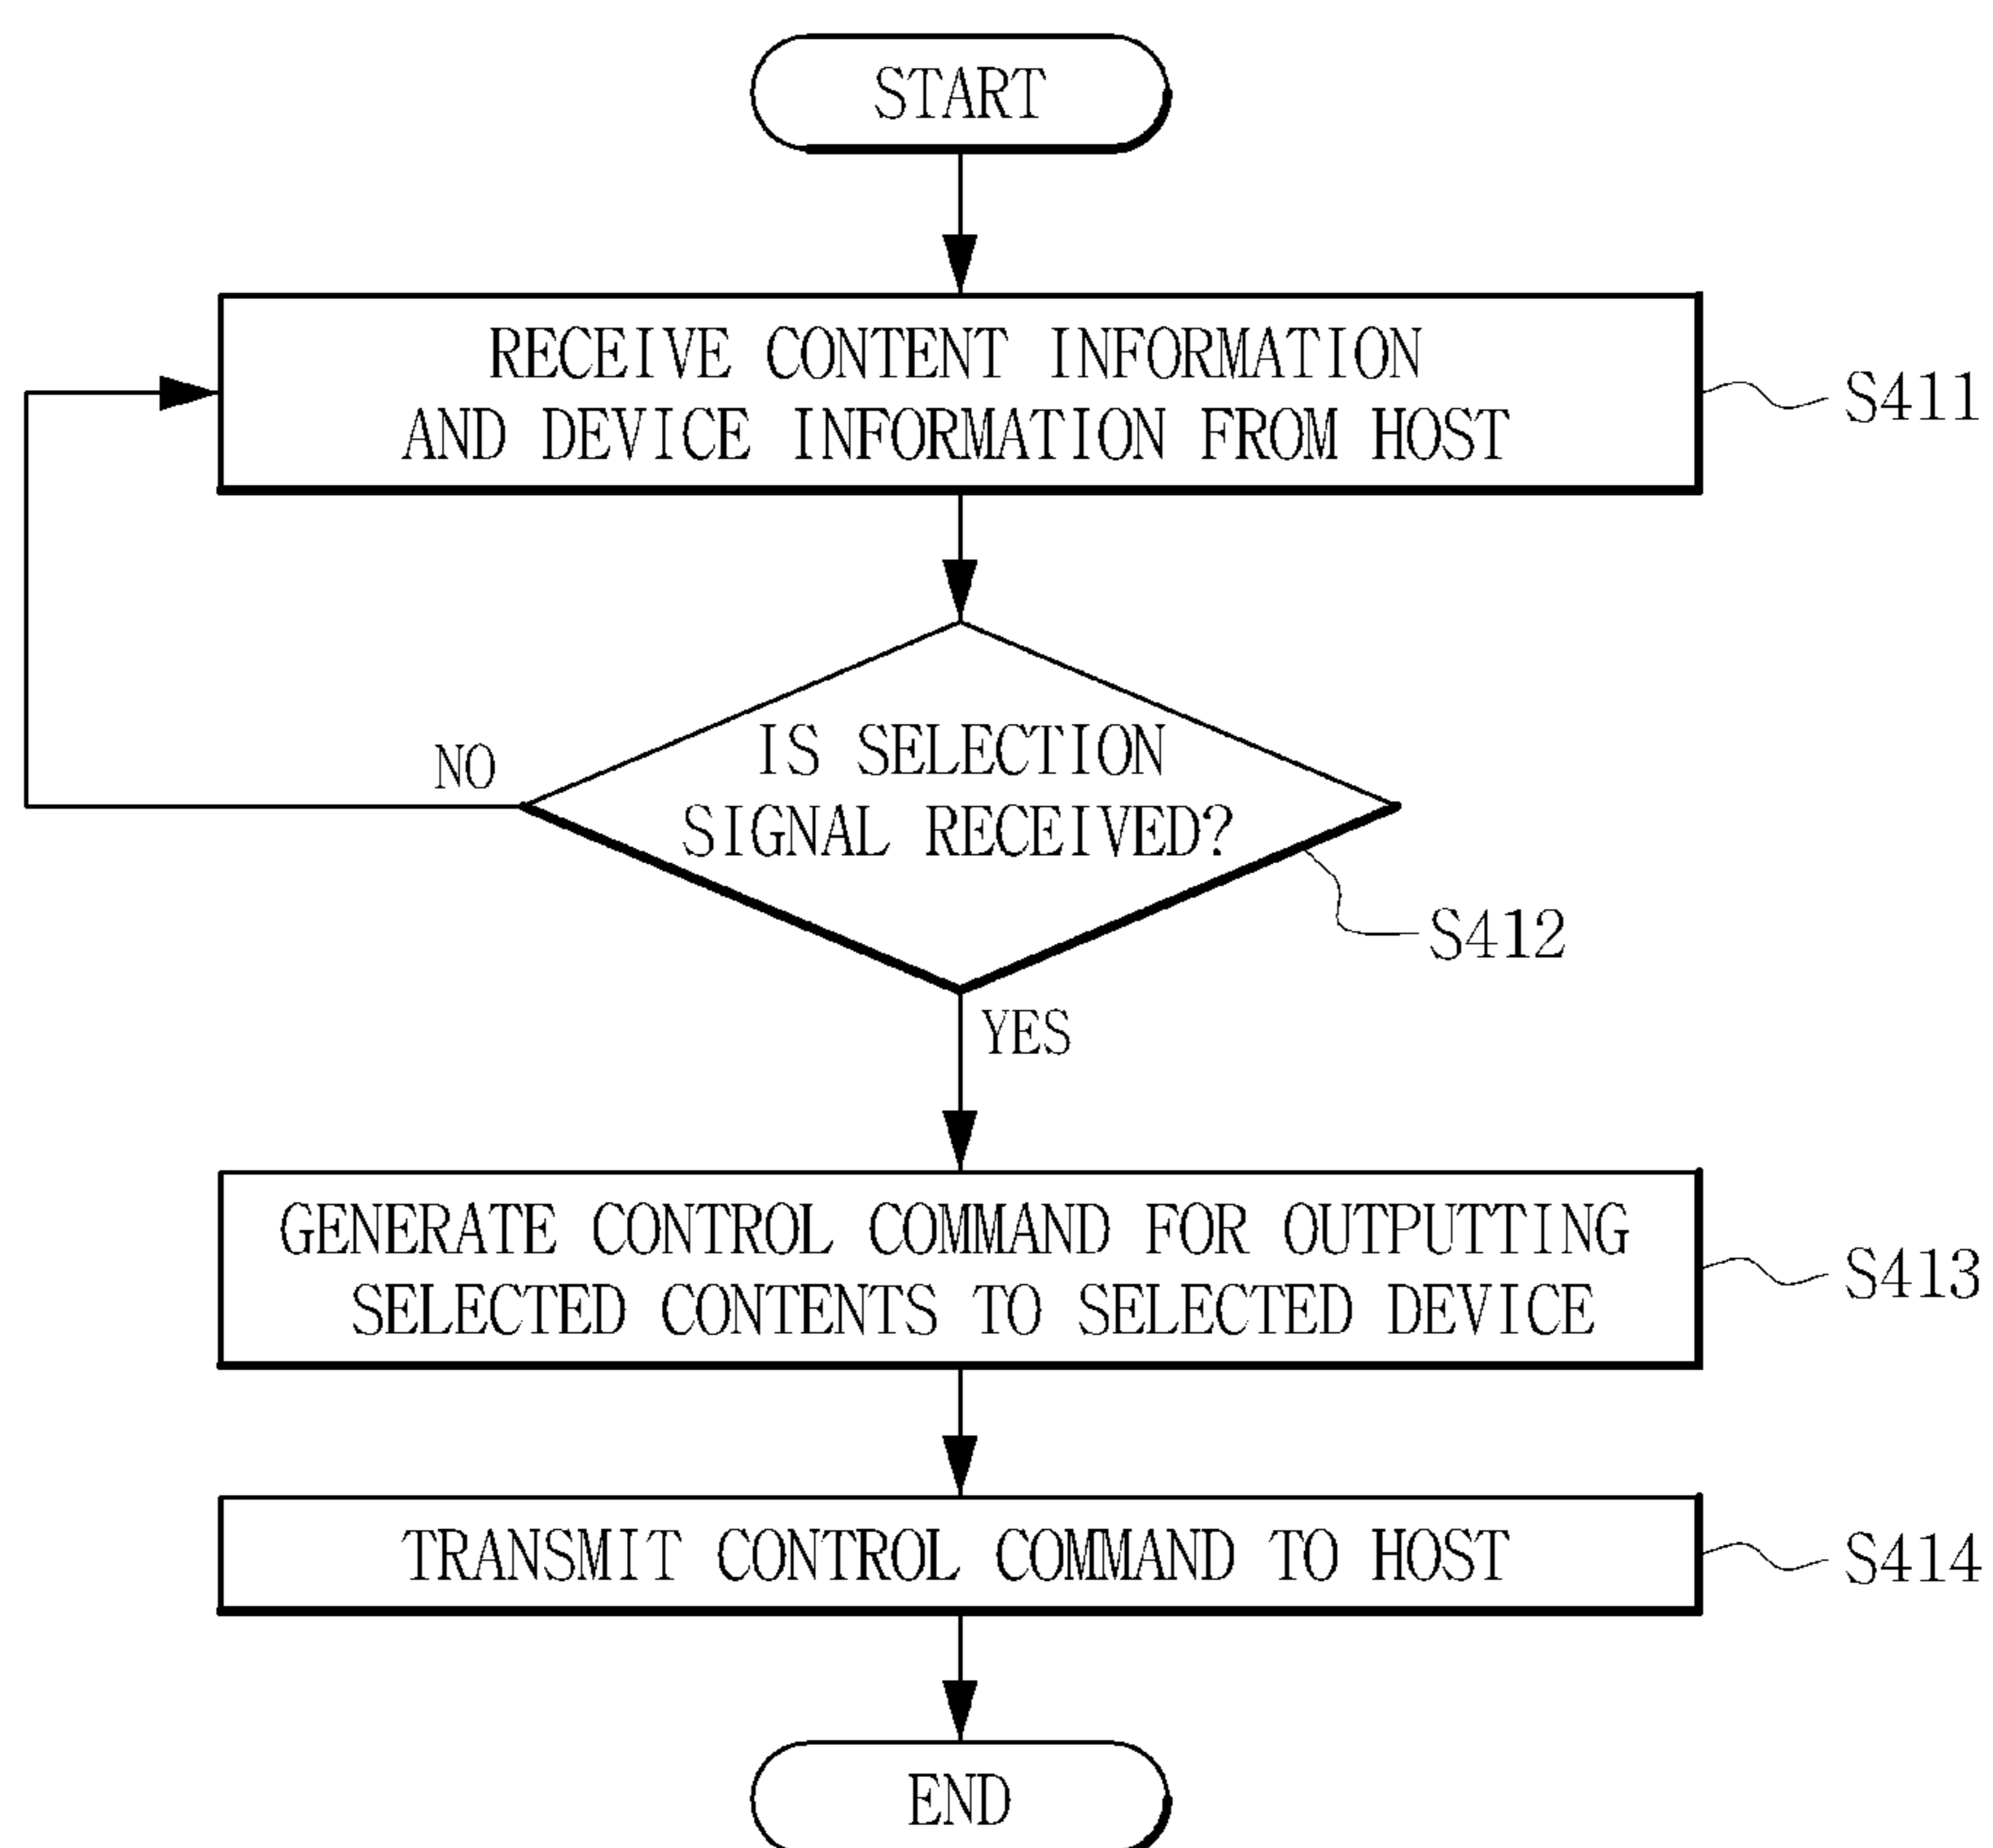 START
RECEIVE CONTENT INFORMATION
AND DEVICE INFORMATION FROM HOST
S411
IS SELECTION
SIGNAL RECEIVED?
NO
S412
YES
GENERATE CONTROL COMMAND FOR OUTPUTTING
SELECTED CONTENTS TO SELECTED DEVICE
S413
TRANSMIT CONTROL COMMAND TO HOST
S414
END